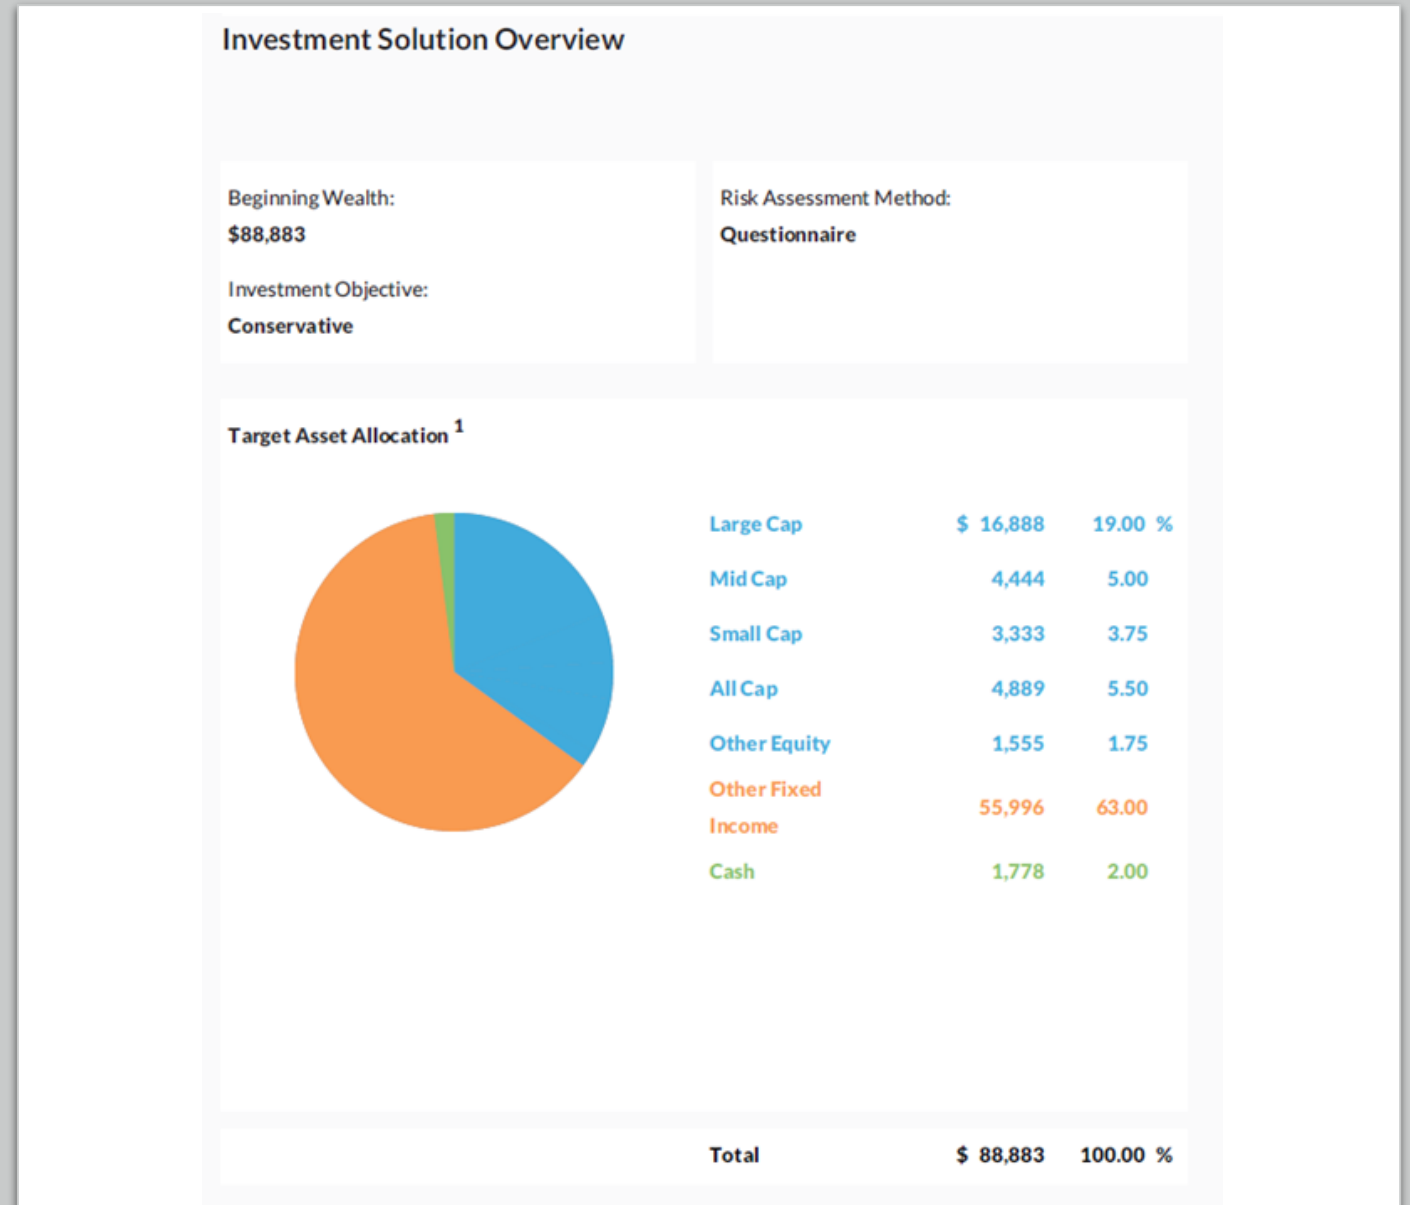 Investment Solution Overview
Beginning Wealth:
$88,883
Investment Objective:
Conservative
Risk Assessment Method:
Questionnaire
Target Asset Allocation 1
Large Cap $ 16,888 19.00 %
Mid Cap 4,444 5.00
Small Cap 3,333 3.75
All Cap 4,889 5.50
Other Equity 1,555 1.75
Other Fixed
Income 55,996 63.00
Cash 1,778 2.00
Total $ 88,883 100.00 %